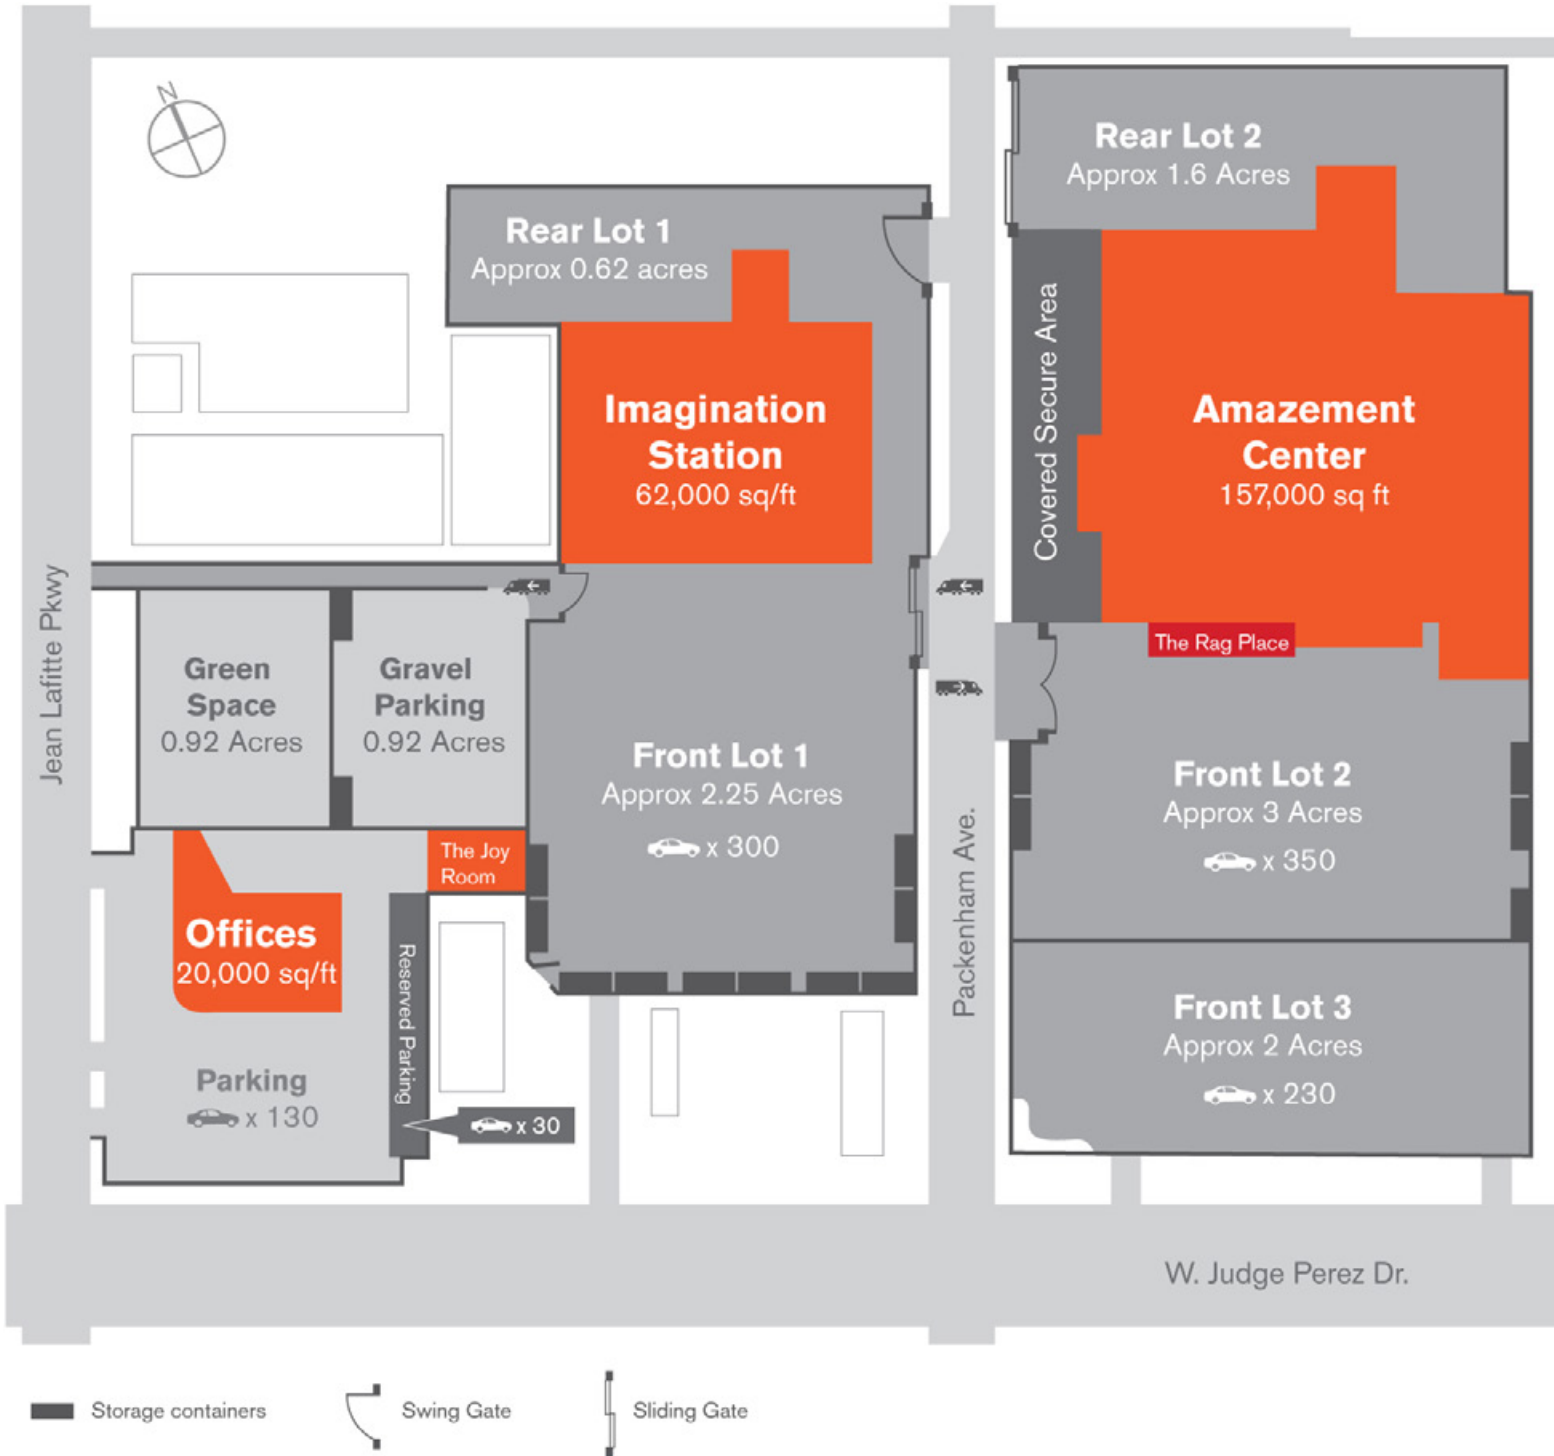 N
Rear Lot 2
Approx 1.6 Acres
Rear Lot 1
Approx 0.62 acres
Imagination
Station
62,000 sq/ft
Covered Secure Area
Amazement
Center
157,000 sq ft
Jean Lafitte Pkwy
Green
Space
0.92 Acres
Gravel
Parking
0.92 Acres
The Rag Place
Front Lot 1
Approx 2.25 Acres
x 300
Front Lot 2
Approx 3 Acres
x 350
The Joy
Room
Packenham Ave.
Offices
20,000 sq/ft
Reserved Parking
Front Lot 3
Approx 2 Acres
x 230
Parking
x 130
x 30
W. Judge Perez Dr.
Storage containers
Swing Gate
Sliding Gate